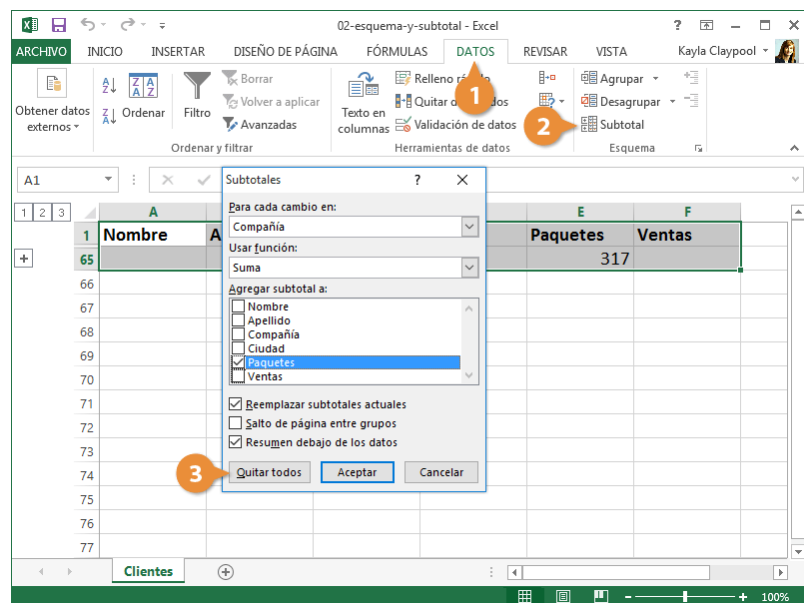 02-esquema-y-subtotal - Excel
?
ARCHIVO INICIO INSERTAR DISEÑO DE PÁGINA FÓRMULAS DATOS REVISAR VISTA Kayla Claypool
Obtener datos externos
Ordenar
Filtro
Borrar
Volver a aplicar
Avanzadas
Ordenar y filtrar
Texto en columnas
Relleno
1
Quitar
Validación de datos
Herramientas de datos
Agrupar
Desagrupar
2
Subtotal
Esquema
A1
Subtotales ?
Para cada cambio en:
Compañía
Usar función:
Suma
Agregar subtotal a:
Nombre
Apellido
Compañía
Ciudad
Paquetes
Ventas
Reemplazar subtotales actuales
Salto de página entre grupos
Resumen debajo de los datos
3
Quitar todos Aceptar Cancelar
1 2 3
A E F
1 Nombre A Paquetes Ventas
65 317
66
67
68
69
70
71
72
73
74
75
76
77
Clientes
100%